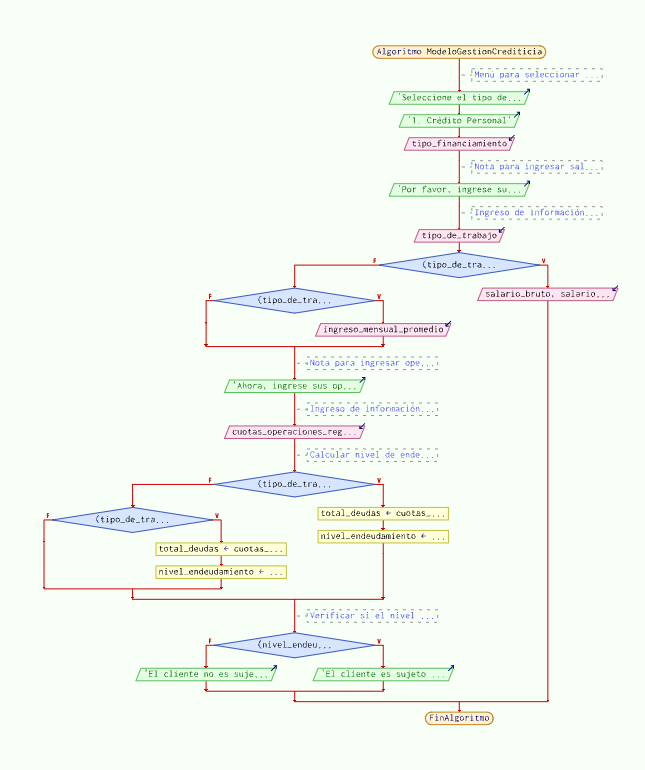 Algoritmo ModeloGestionCrediticia
Menú para seleccionar ...
'Seleccione el tipo de...
'1. Crédito Personal'
tipo_financiamiento
Nota para ingresar sal...
'Por favor, ingrese su...
Ingreso de información...
tipo_de_trabajo
F
(tipo_de_tra...
V
salario_bruto, salario...
F
(tipo_de_tra...
V
ingreso_mensual_promedio
Nota para ingresar ope...
'Ahora, ingrese sus op...
Ingreso de información...
cuotas_operaciones_reg...
Calcular nivel de ende...
F
(tipo_de_tra...
V
total_deudas ← cuotas_...
nivel_endeudamiento ← ...
F
(tipo_de_tra...
V
total_deudas ← cuotas_...
nivel_endeudamiento ← ...
Verificar si el nivel ...
F
(nivel_endeu...
V
'El cliente no es suje...
'El cliente es sujeto ...
FinAlgoritmo